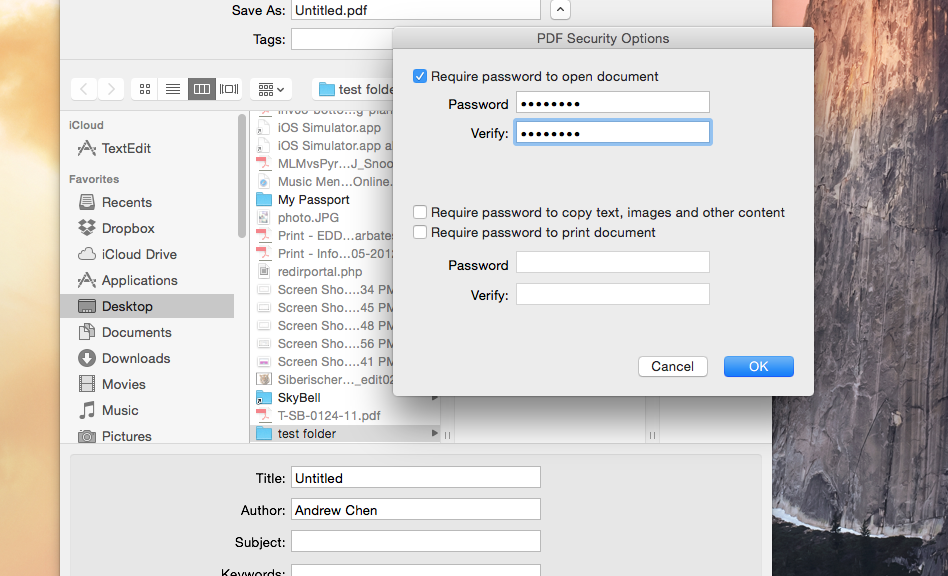 Save As: Untitled.pdf
Tags:
test folde
iCloud
TextEdit
Favorites
Recents
Dropbox
iCloud Drive
Applications
Desktop
Documents
Downloads
Movies
Music
Pictures
iOS Simulator.app
iOS Simulator.app a
MLMvsPyr...J_Snoo
Music Men...Online.
My Passport
photo.JPG
Print - EDD...arbate
Print - Info...05-201
redirportal.php
Screen Sho....34 PM
Screen Sho....45 PM
Screen Sho....48 PM
Screen Sho....56 PM
Screen Sho....41 PM
Siberischer..._edit02
SkyBell
T-SB-0124-11.pdf
test folder
PDF Security Options
Require password to open document
Password ••••••••
Verify: ••••••••
Require password to copy text, images and other content
Require password to print document
Password
Verify:
Cancel
OK
Title: Untitled
Author: Andrew Chen
Subject:
Keywords: